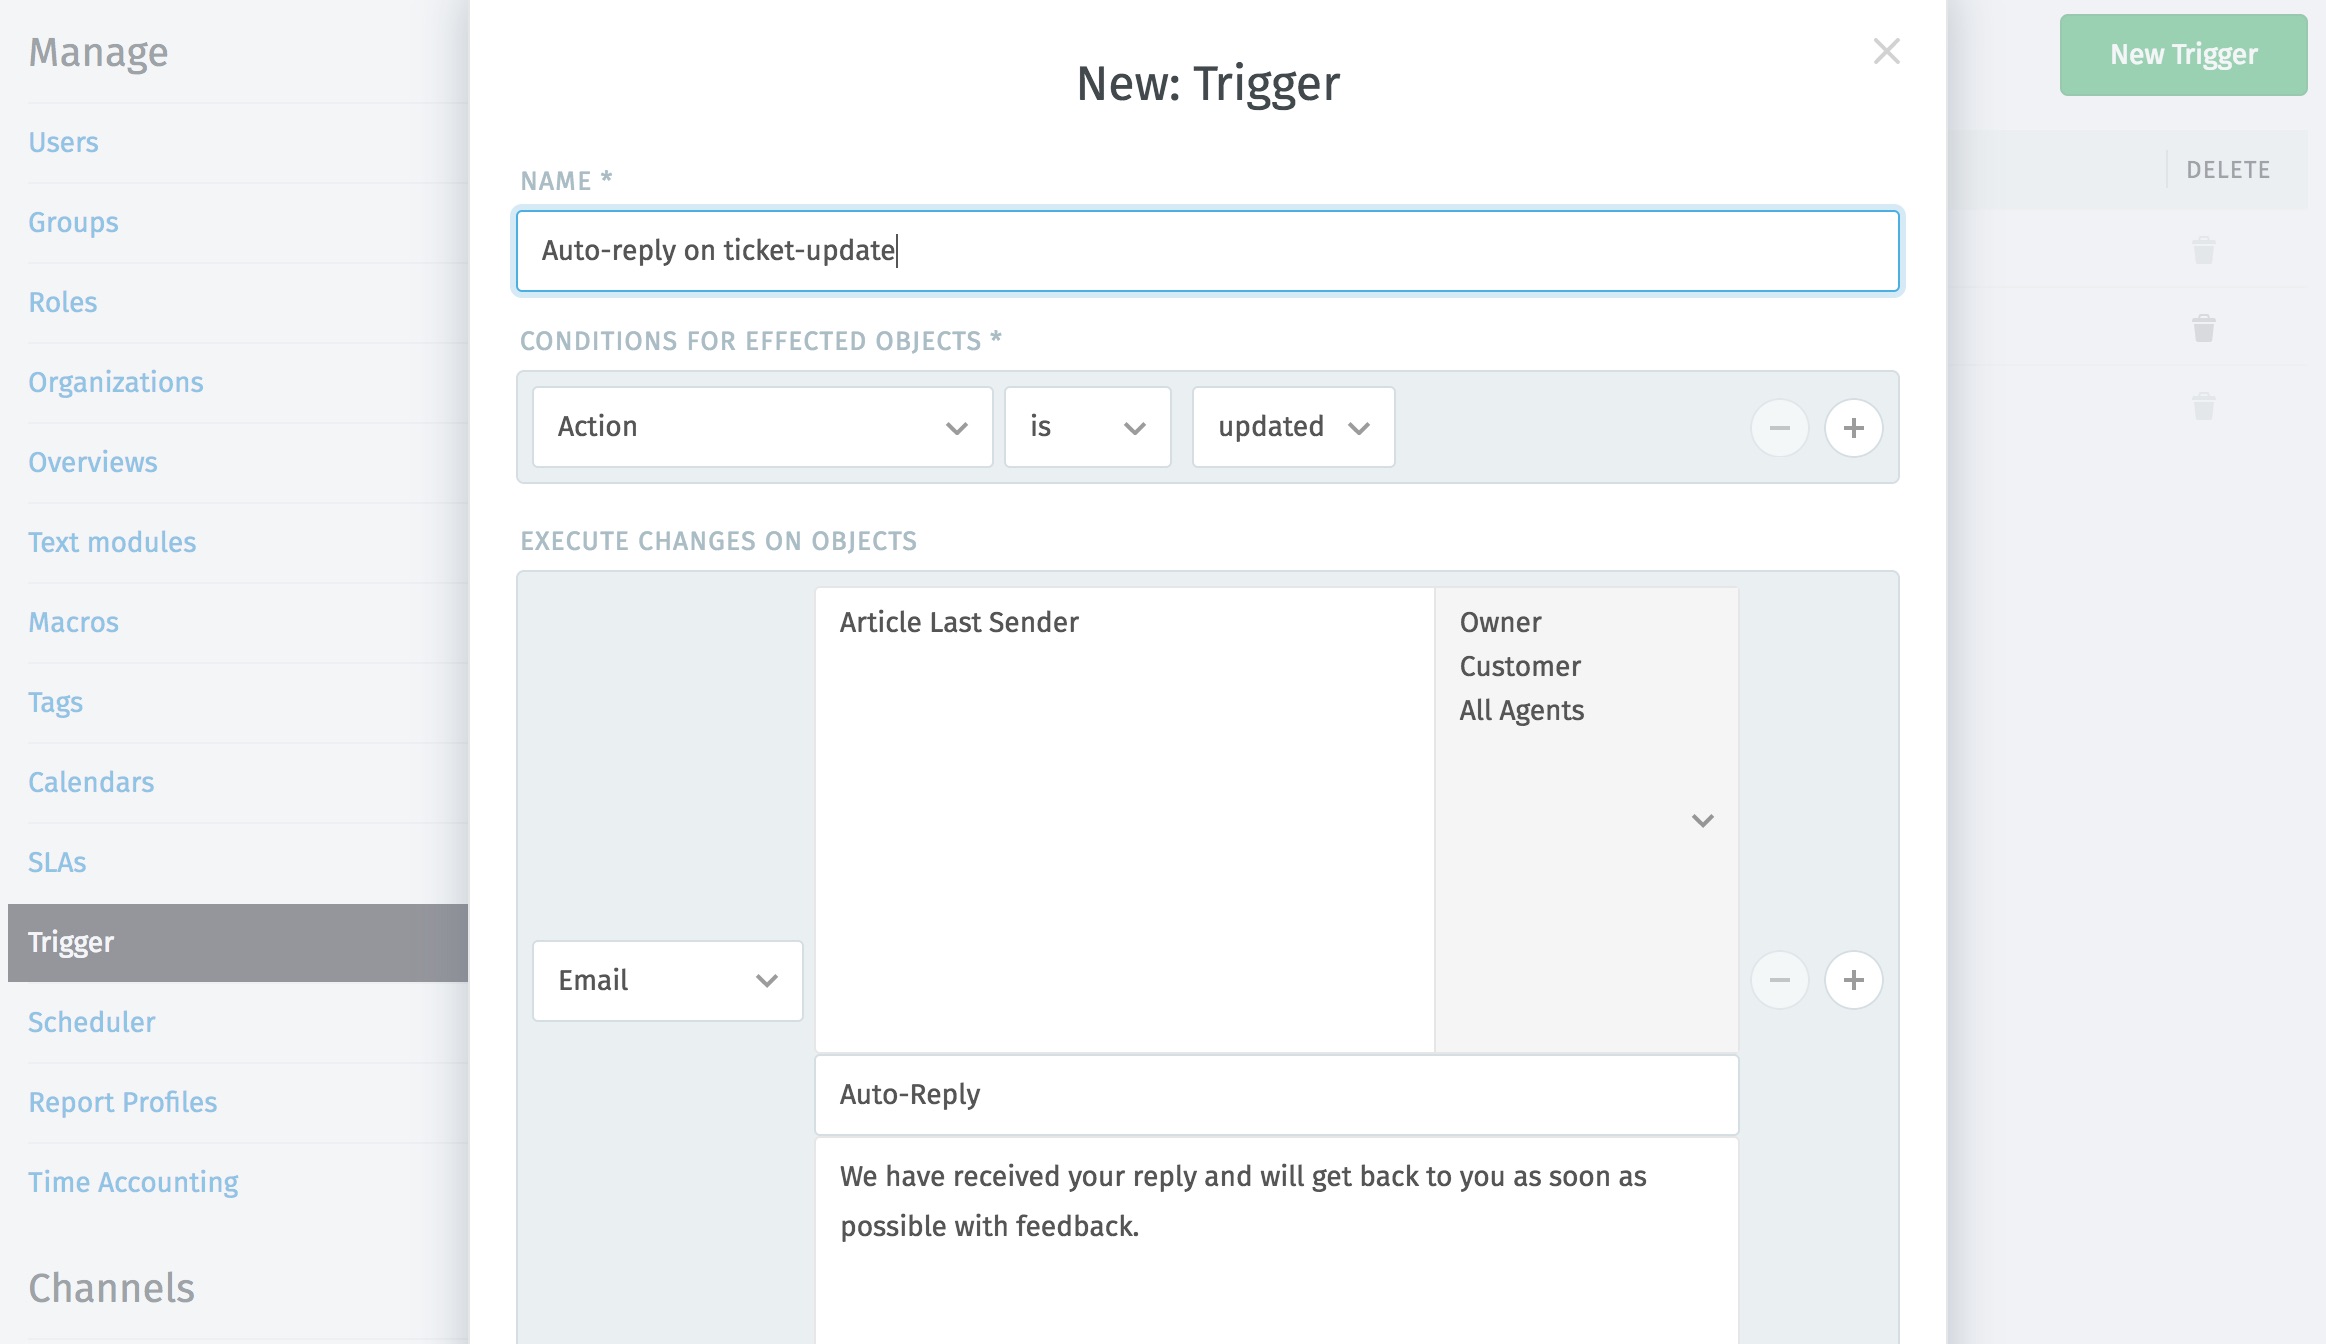 Manage
Users
Groups
Roles
Organizations
Overviews
Text modules
Macros
Tags
Calendars
SLAs
Trigger
Scheduler
Report Profiles
Time Accounting
Channels
New: Trigger
NAME *
Auto-reply on ticket-update
CONDITIONS FOR EFFECTED OBJECTS *
Action is updated
EXECUTE CHANGES ON OBJECTS
Email
Article Last Sender
Owner
Customer
All Agents
Auto-Reply
We have received your reply and will get back to you as soon as
possible with feedback.
New Trigger
DELETE